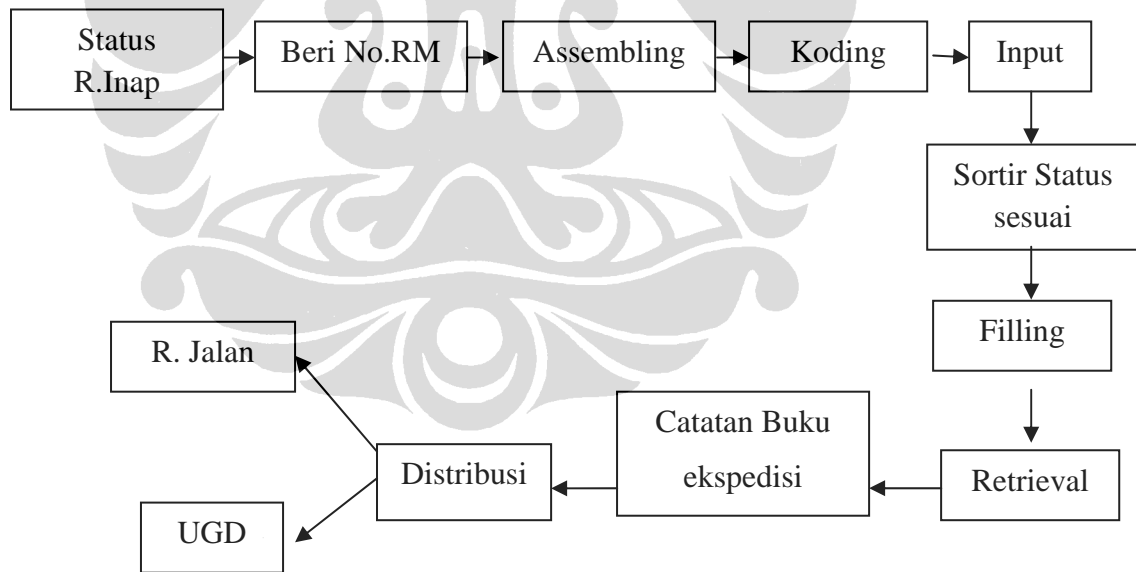 Status
R.Inap
Beri No.RM
Assembling
Koding
Input
Sortir Status
sesuai
Filling
Retrieval
Catatan Buku
ekspedisi
Distribusi
R. Jalan
UGD